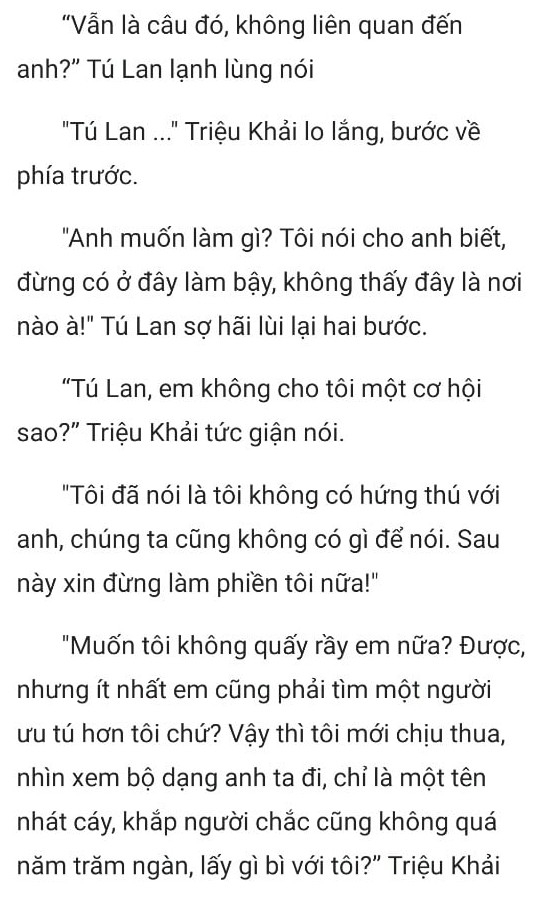 “Vẫn là câu đó, không liên quan đến
anh?” Tú Lan lạnh lùng nói
"Tú Lan ..." Triệu Khải lo lắng, bước về
phía trước.
"Anh muốn làm gì? Tôi nói cho anh biết,
đừng có ở đây làm bậy, không thấy đây là nơi
nào à!" Tú Lan sợ hãi lùi lại hai bước.
“Tú Lan, em không cho tôi một cơ hội
sao?” Triệu Khải tức giận nói.
"Tôi đã nói là tôi không có hứng thú với
anh, chúng ta cũng không có gì để nói. Sau
này xin đừng làm phiền tôi nữa!"
"Muốn tôi không quấy rầy em nữa? Được,
nhưng ít nhất em cũng phải tìm một người
ưu tú hơn tôi chứ? Vậy thì tôi mới chịu thua,
nhìn xem bộ dạng anh ta đi, chỉ là một tên
nhát cáy, khắp người chắc cũng không quá
năm trăm ngàn, lấy gì bì với tôi?” Triệu Khải